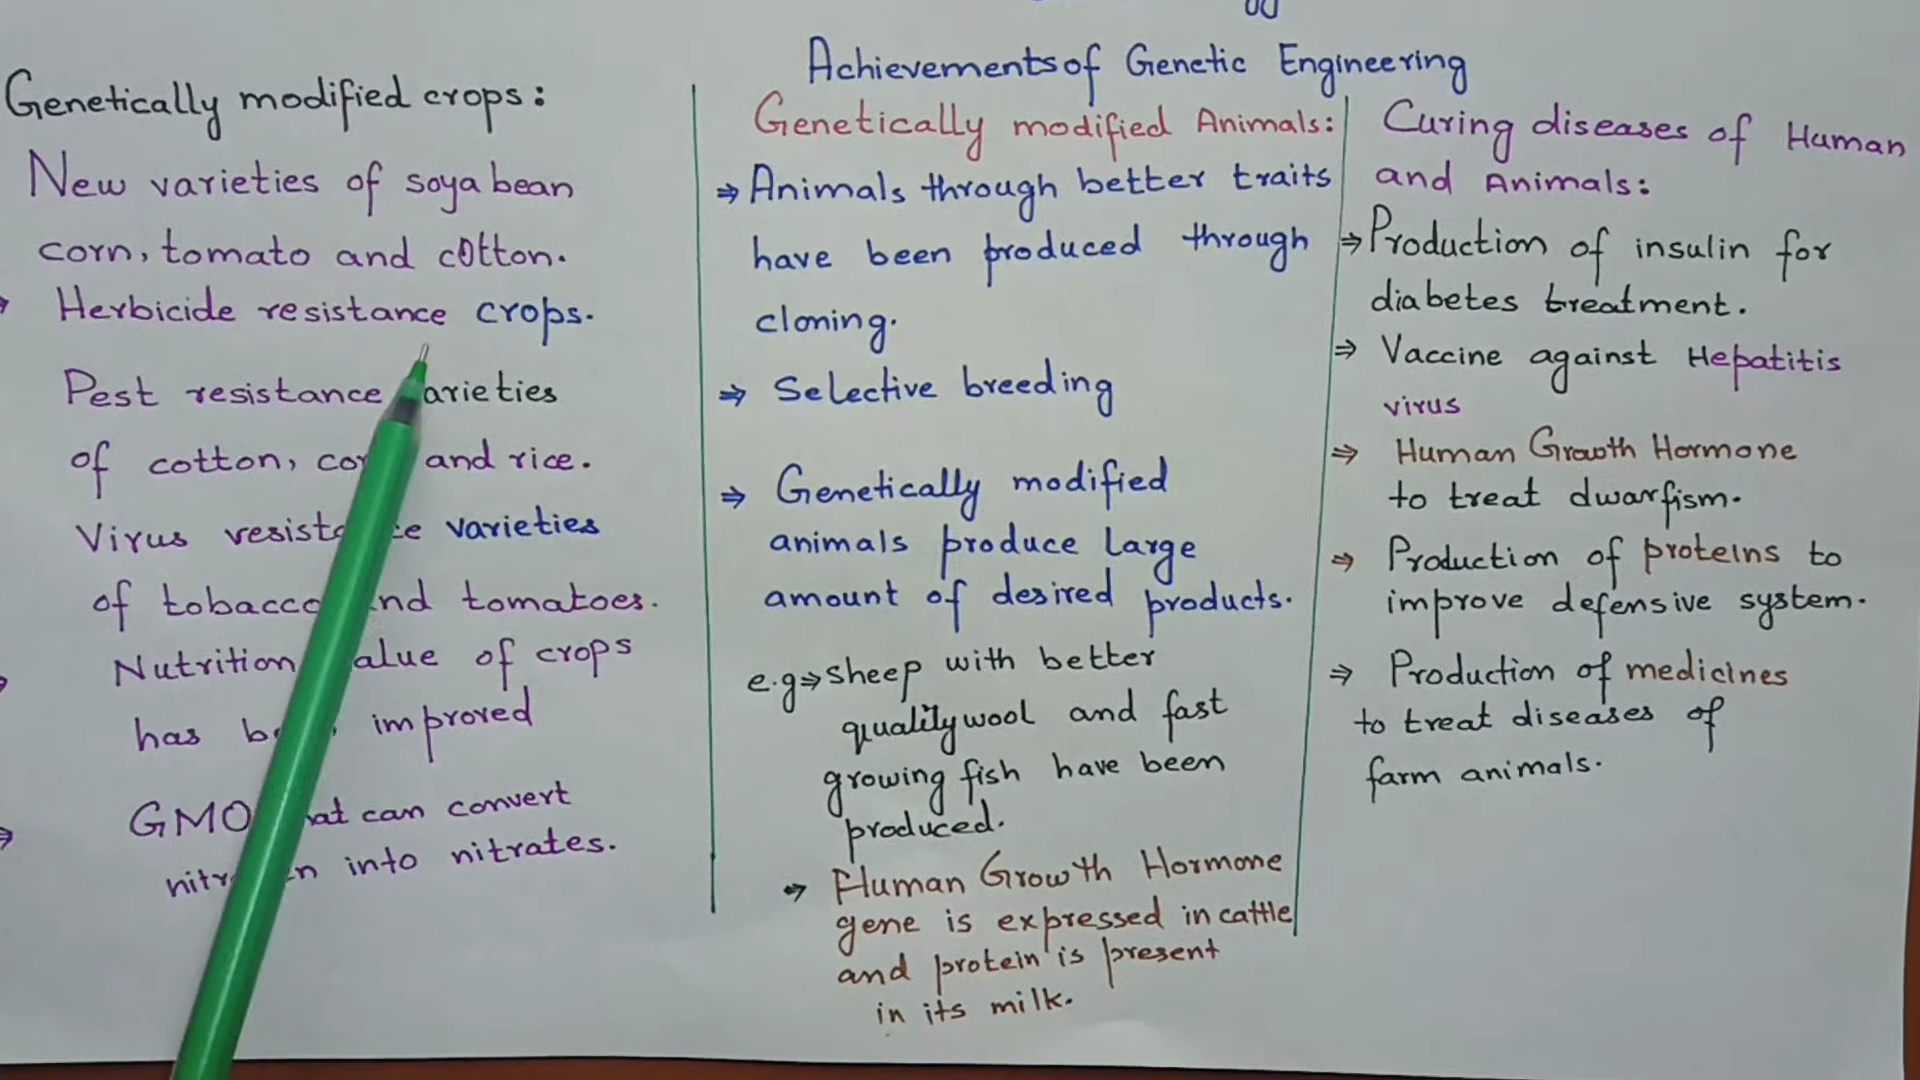 Achievements of Genetic Engineering
Genetically modified crops:
New varieties of soyabean
corn, tomato and cotton.
Herbicide resistance crops.
Pest resistance
of cotton, and rice.
Virus varieties
of tomatoes.
Nutrition of crops
has improved
can convert
into nitrates.
Genetically modified Animals:
⇒ Animals through better traits
have been produced through
cloning.
⇒ Selective breeding
⇒ Genetically modified
animals produce large
amount of desired products.
e.g⇒ sheep with better
quality wool and fast
growing fish have been
produced.
⇒ Human Growth Hormone
gene is expressed in cattle
and protein is present
in its milk.
Curing diseases of Human
and Animals:
⇒ Production of insulin for
diabetes treatment.
⇒ Vaccine against Hepatitis
virus
⇒ Human Growth Hormone
to treat dwarfism.
⇒ Production of proteins to
improve defensive system.
⇒ Production of medicines
to treat diseases of
farm animals.